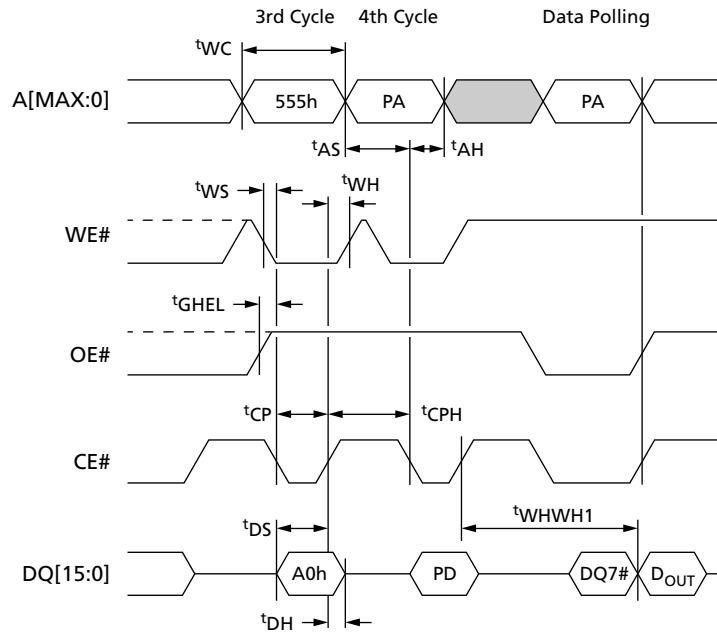 3rd Cycle 4th Cycle Data Polling
tWC
A[MAX:0] 555h PA PA
tAS tAH
tWS tWH
WE#
tGHEL
OE#
tCP tCPH
CE#
tWHWH1
tDS
DQ[15:0] A0h PD DQ7# DOUT
tDH